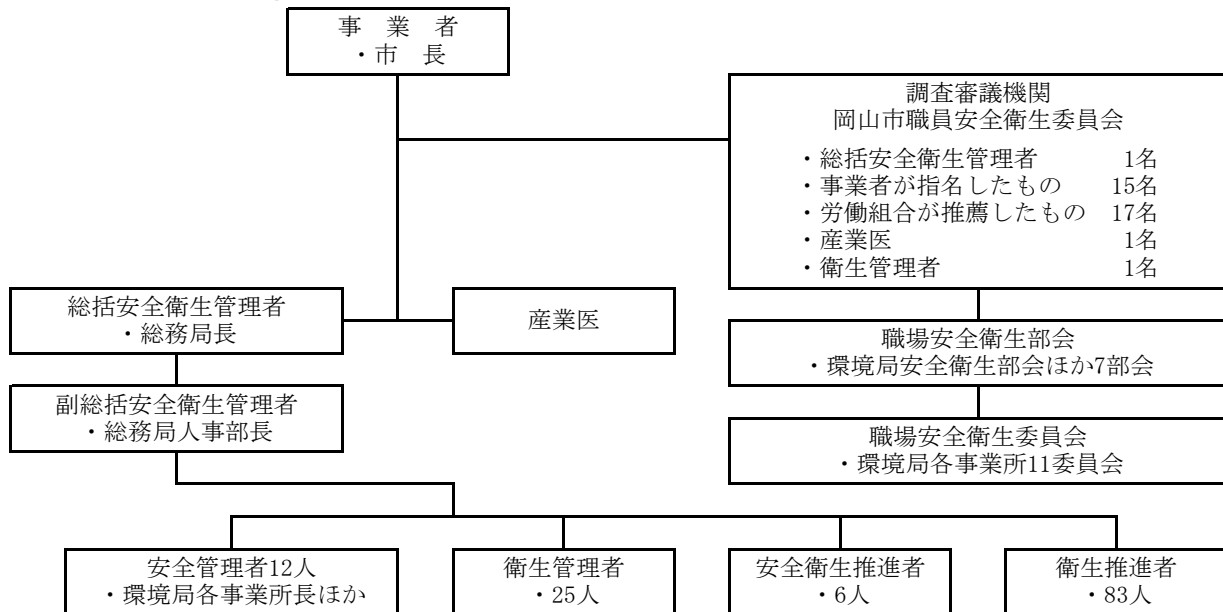 事　業　者
・市　長
調査審議機関
岡山市職員安全衛生委員会
・総括安全衛生管理者　1名
・事業者が指名したもの　15名
・労働組合が推薦したもの　17名
・産業医　1名
・衛生管理者　1名
総括安全衛生管理者
・総務局長
産業医
職場安全衛生部会
・環境局安全衛生部会ほか7部会
副総括安全衛生管理者
・総務局人事部長
職場安全衛生委員会
・環境局各事業所11委員会
安全管理者12人
・環境局各事業所長ほか
衛生管理者
・25人
安全衛生推進者
・6人
衛生推進者
・83人